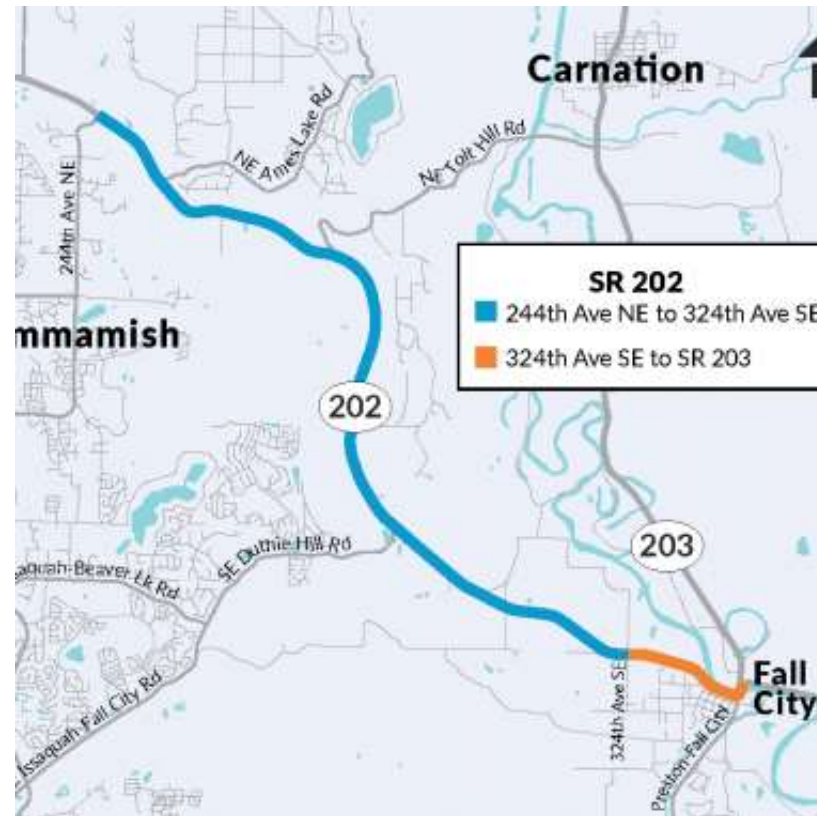 Carnation
NE Ames Lake Rd
Ne Tolt Hill Rd
244th Ave NE
SR 202
244th Ave NE to 324th Ave SE
324th Ave SE to SR 203
mmamish
202
203
SE Duthie Hill Rd
saquah-Beaver Lk Rd
Issaquah-Fall City Rd
324th Ave SE
Fall
City
Preston-Fall City